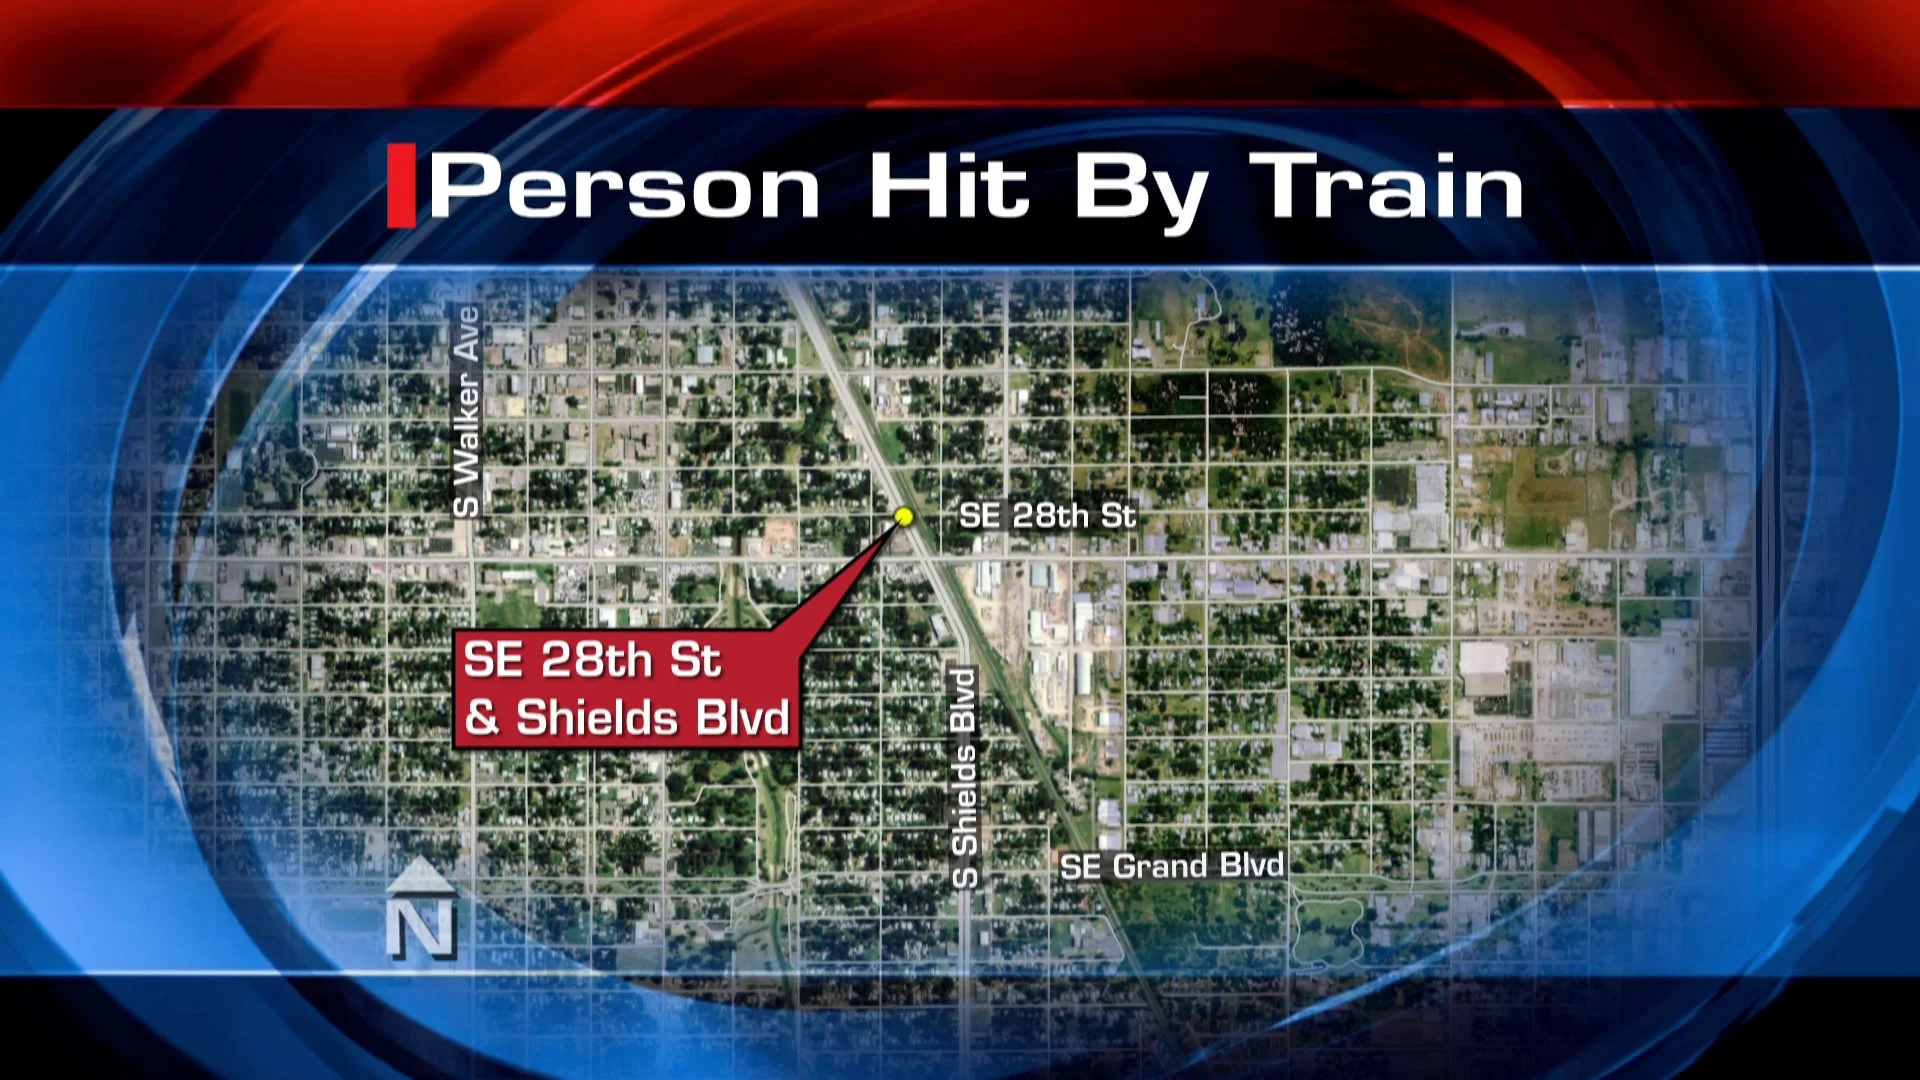 Person Hit By Train
S Walker Ave
SE 28th St
SE 28th St
& Shields Blvd
S Shields Blvd
SE Grand Blvd
N